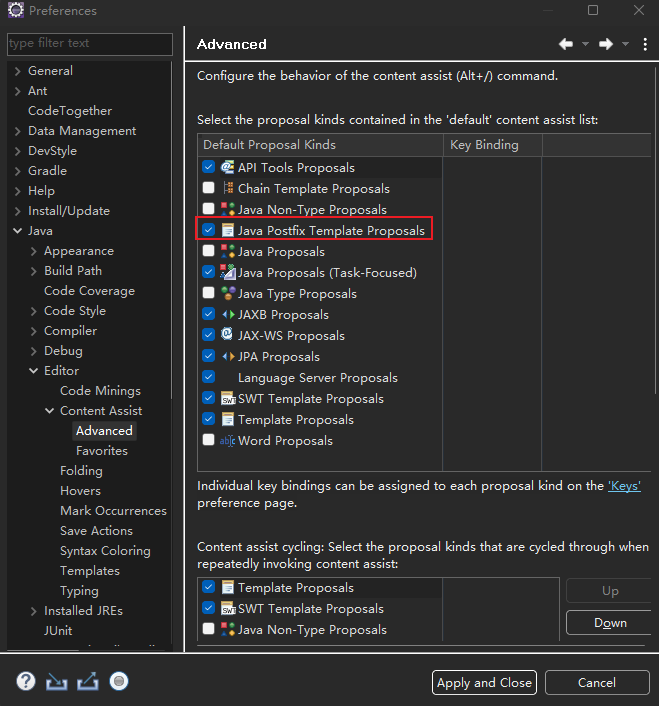 Preferences
type filter text
General
Ant
CodeTogether
Data Management
DevStyle
Gradle
Help
Install/Update
Java
Appearance
Build Path
Code Coverage
Code Style
Compiler
Debug
Editor
Code Minings
Content Assist
Advanced
Favorites
Folding
Hovers
Mark Occurrences
Save Actions
Syntax Coloring
Templates
Typing
Installed JREs
JUnit
Advanced
Configure the behavior of the content assist (Alt+/) command.
Select the proposal kinds contained in the 'default' content assist list:
Default Proposal Kinds Key Binding
API Tools Proposals
Chain Template Proposals
Java Non-Type Proposals
Java Postfix Template Proposals
Java Proposals
Java Proposals (Task-Focused)
Java Type Proposals
JAXB Proposals
JAX-WS Proposals
JPA Proposals
Language Server Proposals
SWT Template Proposals
Template Proposals
Word Proposals
Individual key bindings can be assigned to each proposal kind on the 'Keys'
preference page.
Content assist cycling: Select the proposal kinds that are cycled through when
repeatedly invoking content assist:
Template Proposals
SWT Template Proposals
Java Non-Type Proposals
Up
Down
Apply and Close
Cancel